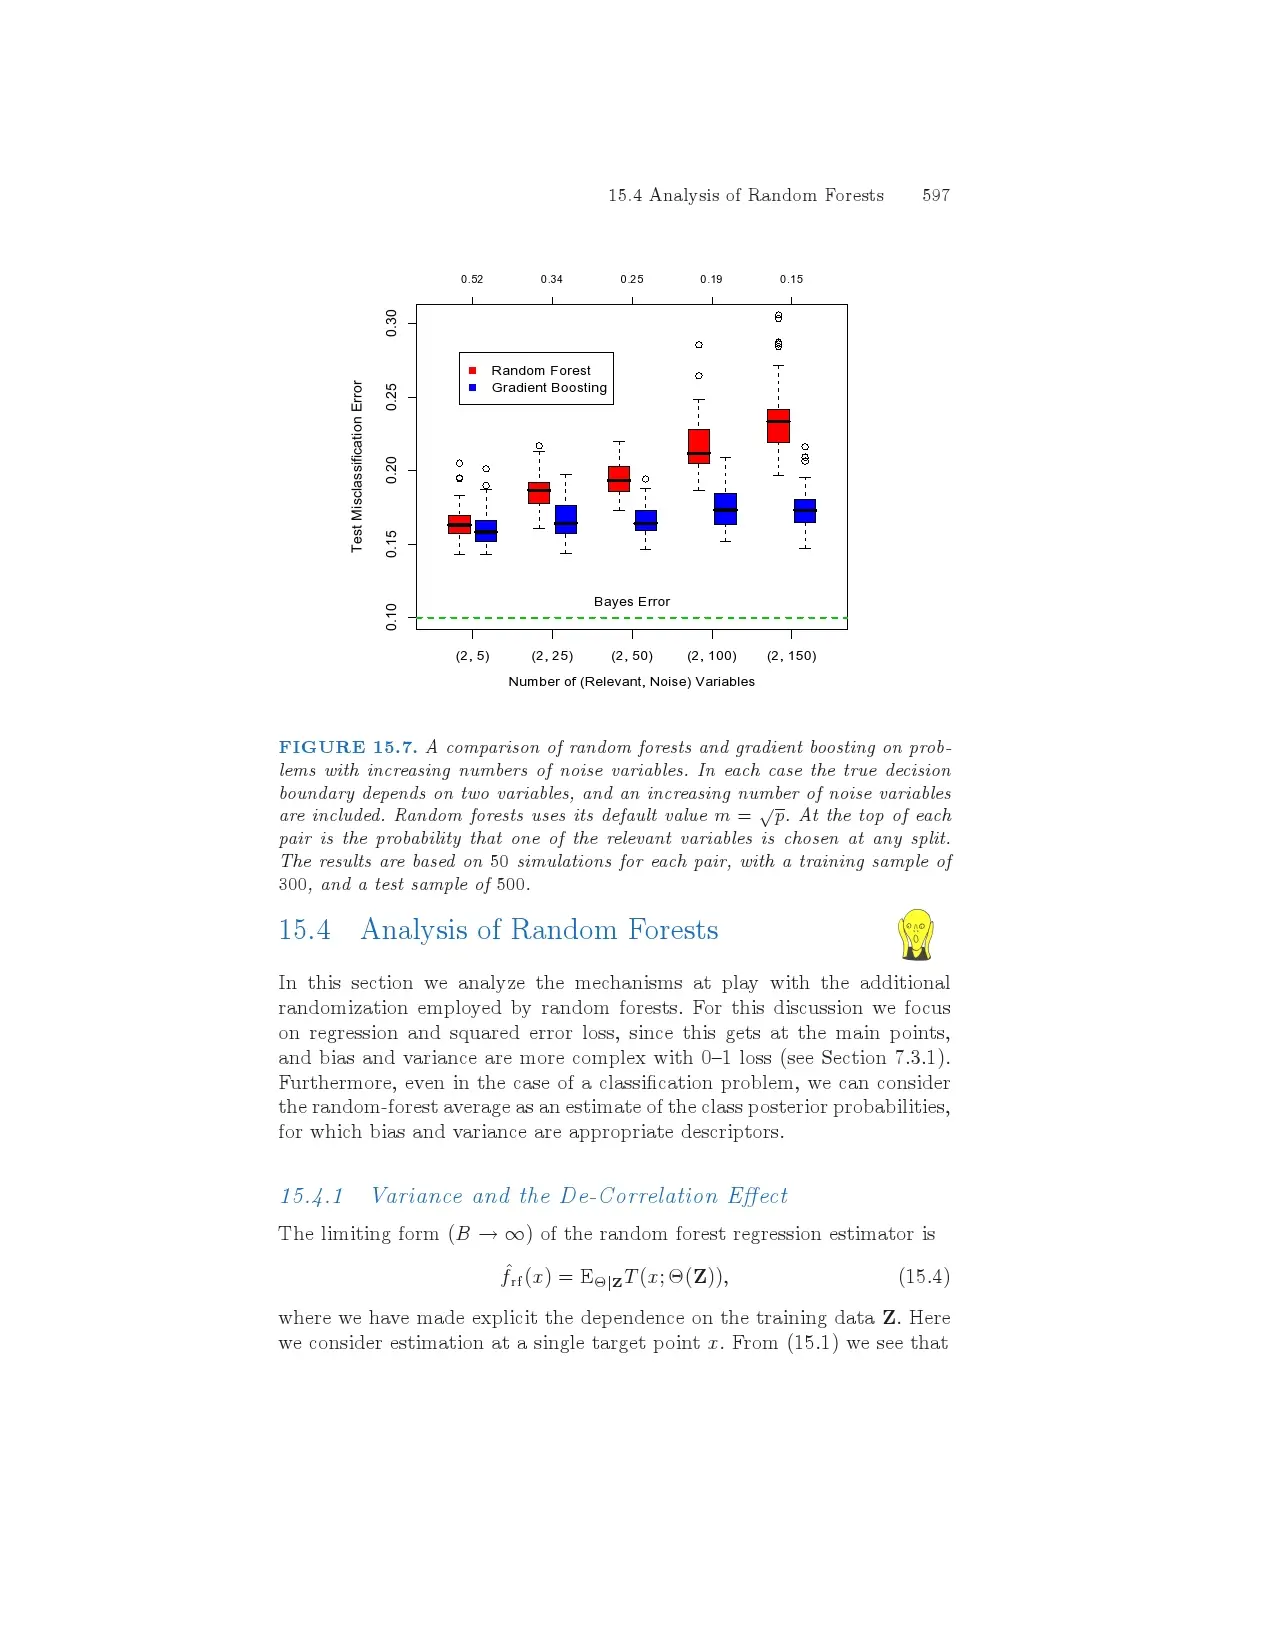 15.4 Analysis of Random Forests 597
0.52 0.34 0.25 0.19 0.15
0.30
0.25
0.20
0.15
0.10
Test Misclassification Error
Random Forest
Gradient Boosting
Bayes Error
(2, 5) (2, 25) (2, 50) (2, 100) (2, 150)
Number of (Relevant, Noise) Variables
FIGURE 15.7. A comparison of random forests and gradient boosting on prob-
lems with increasing numbers of noise variables. In each case the true decision
boundary depends on two variables, and an increasing number of noise variables
are included. Random forests uses its default value m = √p. At the top of each
pair is the probability that one of the relevant variables is chosen at any split.
The results are based on 50 simulations for each pair, with a training sample of
300, and a test sample of 500.
15.4 Analysis of Random Forests
In this section we analyze the mechanisms at play with the additional
randomization employed by random forests. For this discussion we focus
on regression and squared error loss, since this gets at the main points,
and bias and variance are more complex with 0–1 loss (see Section 7.3.1).
Furthermore, even in the case of a classification problem, we can consider
the random-forest average as an estimate of the class posterior probabilities,
for which bias and variance are appropriate descriptors.
15.4.1 Variance and the De-Correlation Effect
The limiting form (B → ∞) of the random forest regression estimator is
f̂rf(x) = EΘ|ZT(x; Θ(Z)), (15.4)
where we have made explicit the dependence on the training data Z. Here
we consider estimation at a single target point x. From (15.1) we see that